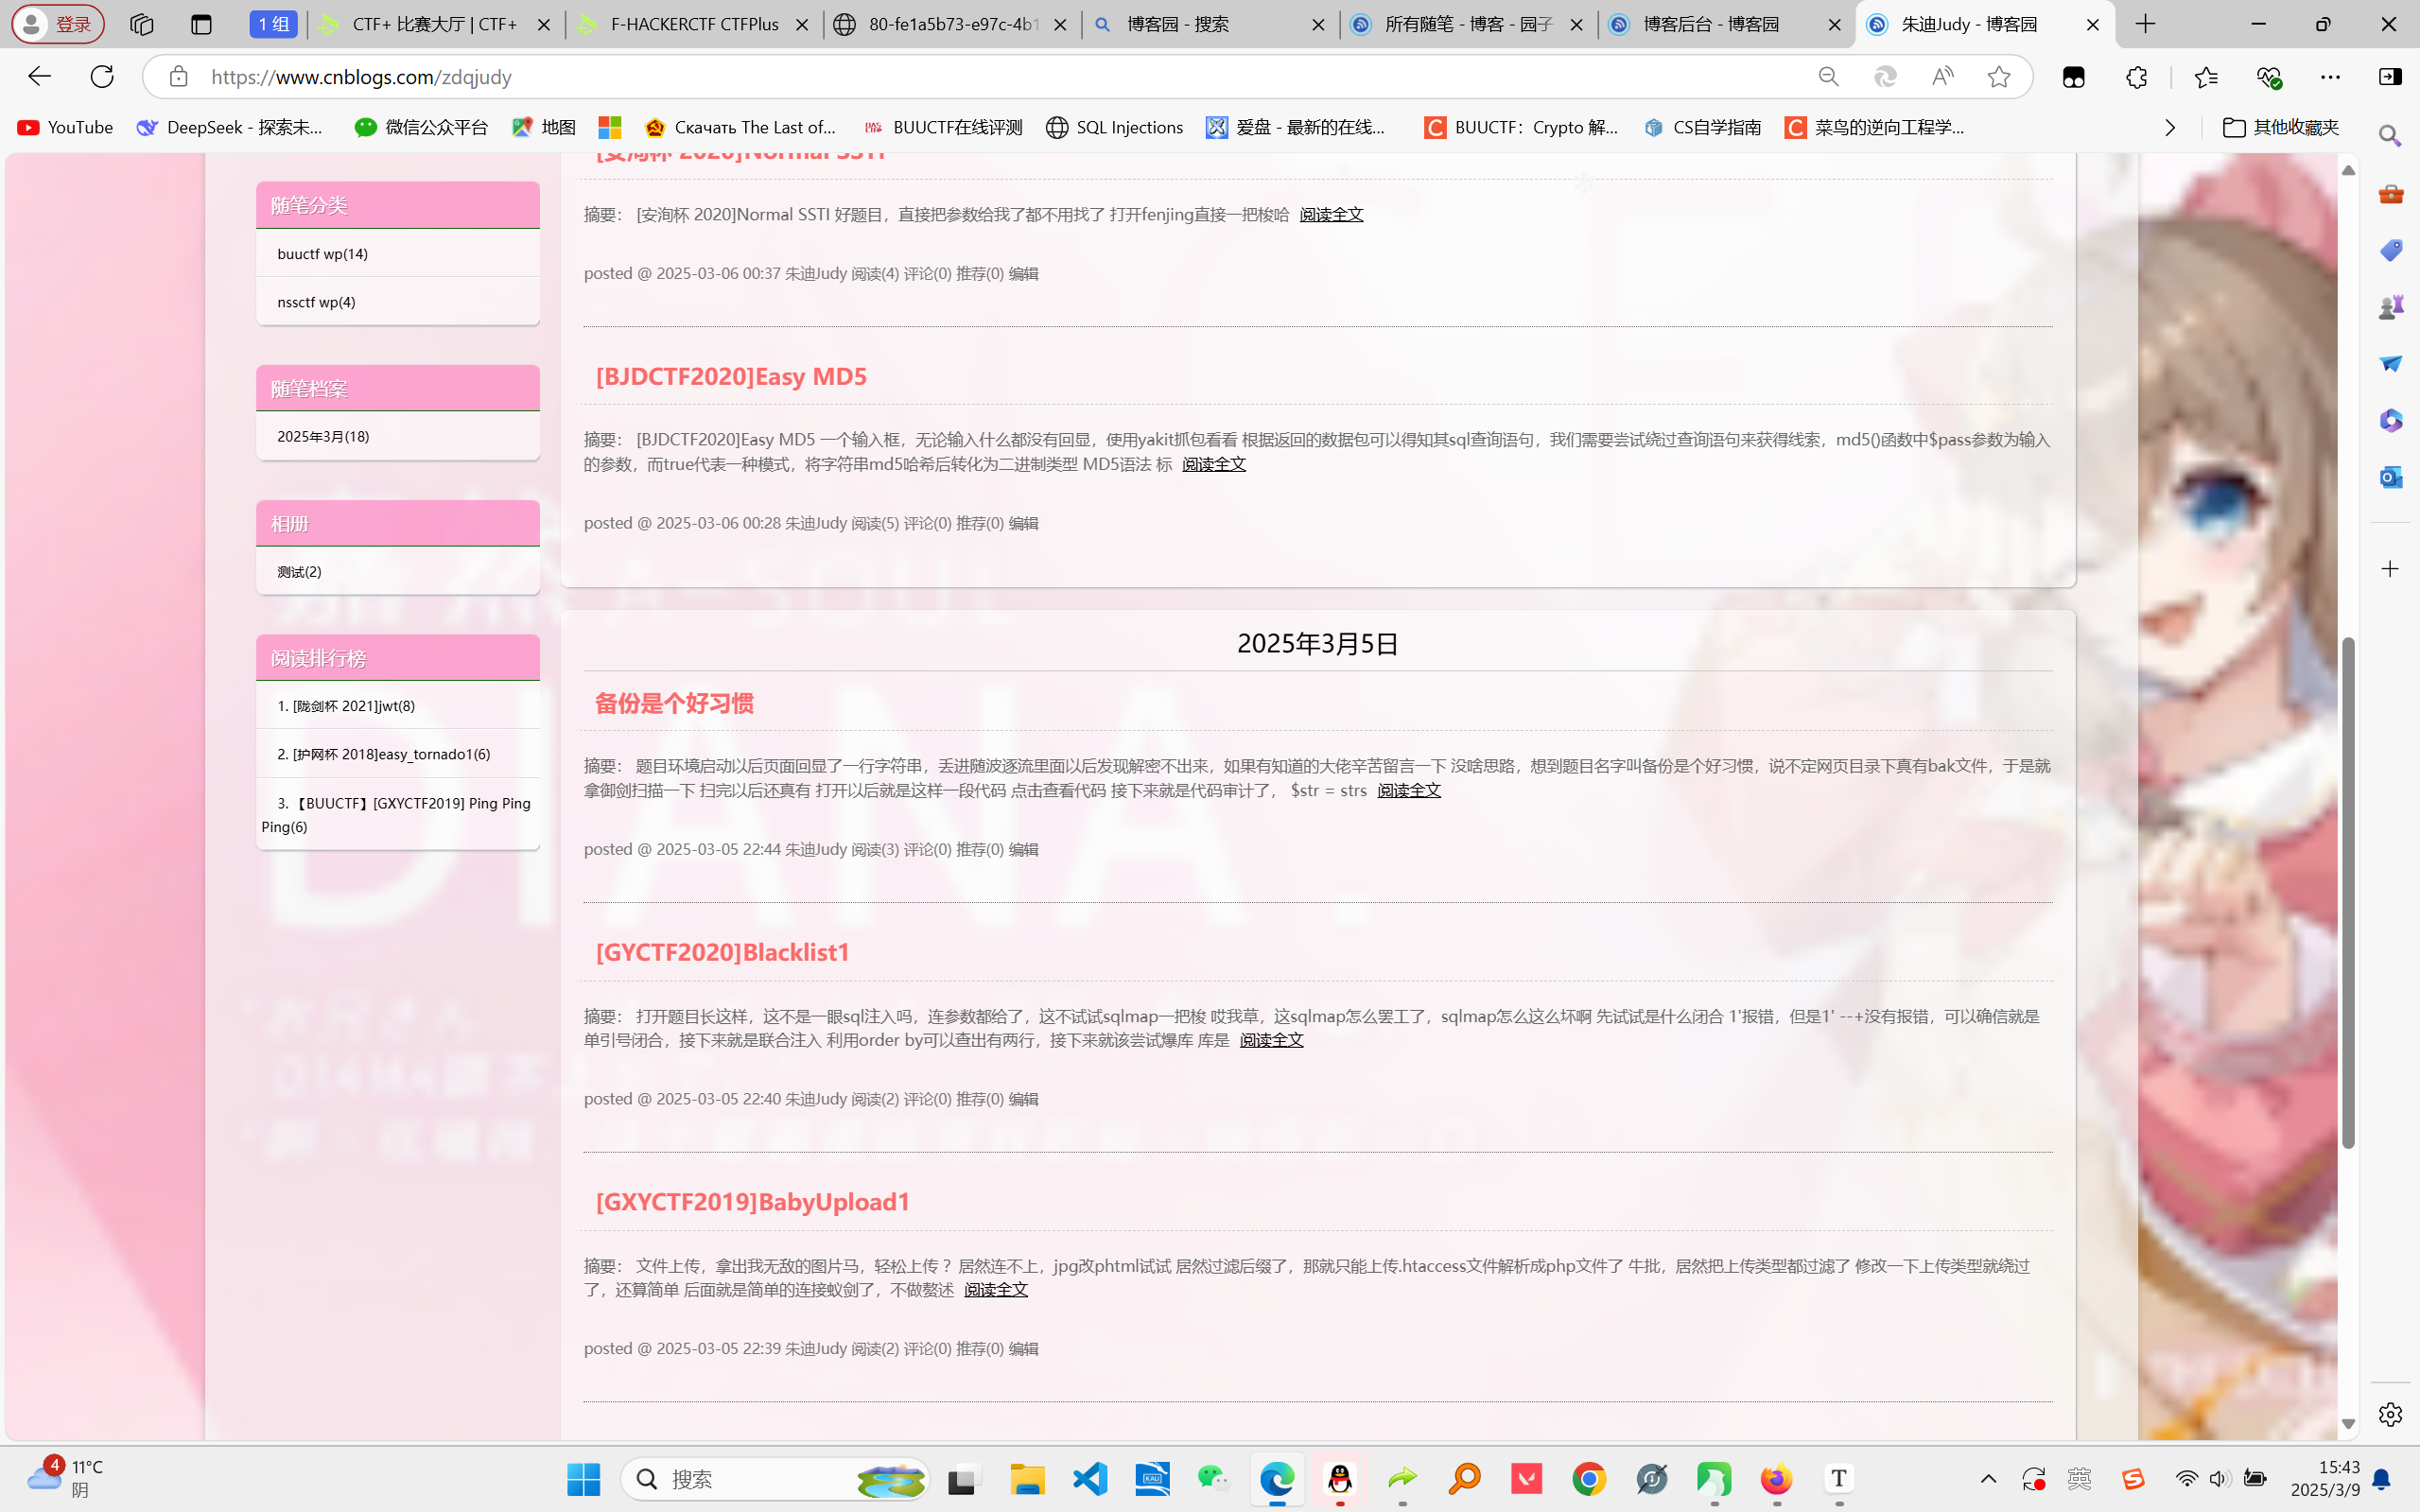 登录
1 组
CTF+ 比赛大厅 | CTF+
F-HACKERCTF CTFPlus
80-fe1a5b73-e97c-4b1
博客园 - 搜索
所有随笔 - 博客 - 园子
博客后台 - 博客园
朱迪Judy - 博客园
https://www.cnblogs.com/zdqjudy
YouTube
DeepSeek - 探索未...
微信公众平台
地图
Скачать The Last of...
BUUCTF在线评测
SQL Injections
爱盘 - 最新的在线...
BUUCTF：Crypto 解...
CS自学指南
菜鸟的逆向工程学...
其他收藏夹
随笔分类
buuctf wp(14)
nssctf wp(4)
随笔档案
2025年3月(18)
相册
测试(2)
阅读排行榜
1. [陇剑杯 2021]jwt(8)
2. [护网杯 2018]easy_tornado1(6)
3. 【BUUCTF】[GXYCTF2019] Ping Ping
Ping(6)
[安洵杯 2020]Normal SSTI
摘要： [安洵杯 2020]Normal SSTI 好题目，直接把参数给我了都不用找了 打开fenjing直接一把梭哈 阅读全文
posted @ 2025-03-06 00:37 朱迪Judy 阅读(4) 评论(0) 推荐(0) 编辑
[BJDCTF2020]Easy MD5
摘要： [BJDCTF2020]Easy MD5 一个输入框，无论输入什么都没有回显，使用yakit抓包看看 根据返回的数据包可以得知其sql查询语句，我们需要尝试绕过查询语句来获得线索，md5()函数中$pass参数为输入
的参数，而true代表一种模式，将字符串md5哈希后转化为二进制类型 MD5语法 标 阅读全文
posted @ 2025-03-06 00:28 朱迪Judy 阅读(5) 评论(0) 推荐(0) 编辑
2025年3月5日
备份是个好习惯
摘要： 题目环境启动以后页面回显了一行字符串，丢进随波逐流里面以后发现解密不出来，如果有知道的大佬辛苦留言一下 没啥思路，想到题目名字叫备份是个好习惯，说不定网页目录下真有bak文件，于是就
拿御剑扫描一下 扫完以后还真有 打开以后就是这样一段代码 点击查看代码 接下来就是代码审计了， $str = strs 阅读全文
posted @ 2025-03-05 22:44 朱迪Judy 阅读(3) 评论(0) 推荐(0) 编辑
[GYCTF2020]Blacklist1
摘要： 打开题目长这样，这不是一眼sql注入吗，连参数都给了，这不试试sqlmap一把梭 哎我草，这sqlmap怎么罢工了，sqlmap怎么这么坏啊 先试试是什么闭合 1'报错，但是1' --+没有报错，可以确信就是
单引号闭合，接下来就是联合注入 利用order by可以查出有两行，接下来就该尝试爆库 库是 阅读全文
posted @ 2025-03-05 22:40 朱迪Judy 阅读(2) 评论(0) 推荐(0) 编辑
[GXYCTF2019]BabyUpload1
摘要： 文件上传，拿出我无敌的图片马，轻松上传 ？居然连不上，jpg改phtml试试 居然过滤后缀了，那就只能上传.htaccess文件解析成php文件了 牛批，居然把上传类型都过滤了 修改一下上传类型就绕过
了，还算简单 后面就是简单的连接蚁剑了，不做螯述 阅读全文
posted @ 2025-03-05 22:39 朱迪Judy 阅读(2) 评论(0) 推荐(0) 编辑
A-SOUL
DIANA.
4
11°C
阴
搜索
英
15:43
2025/3/9